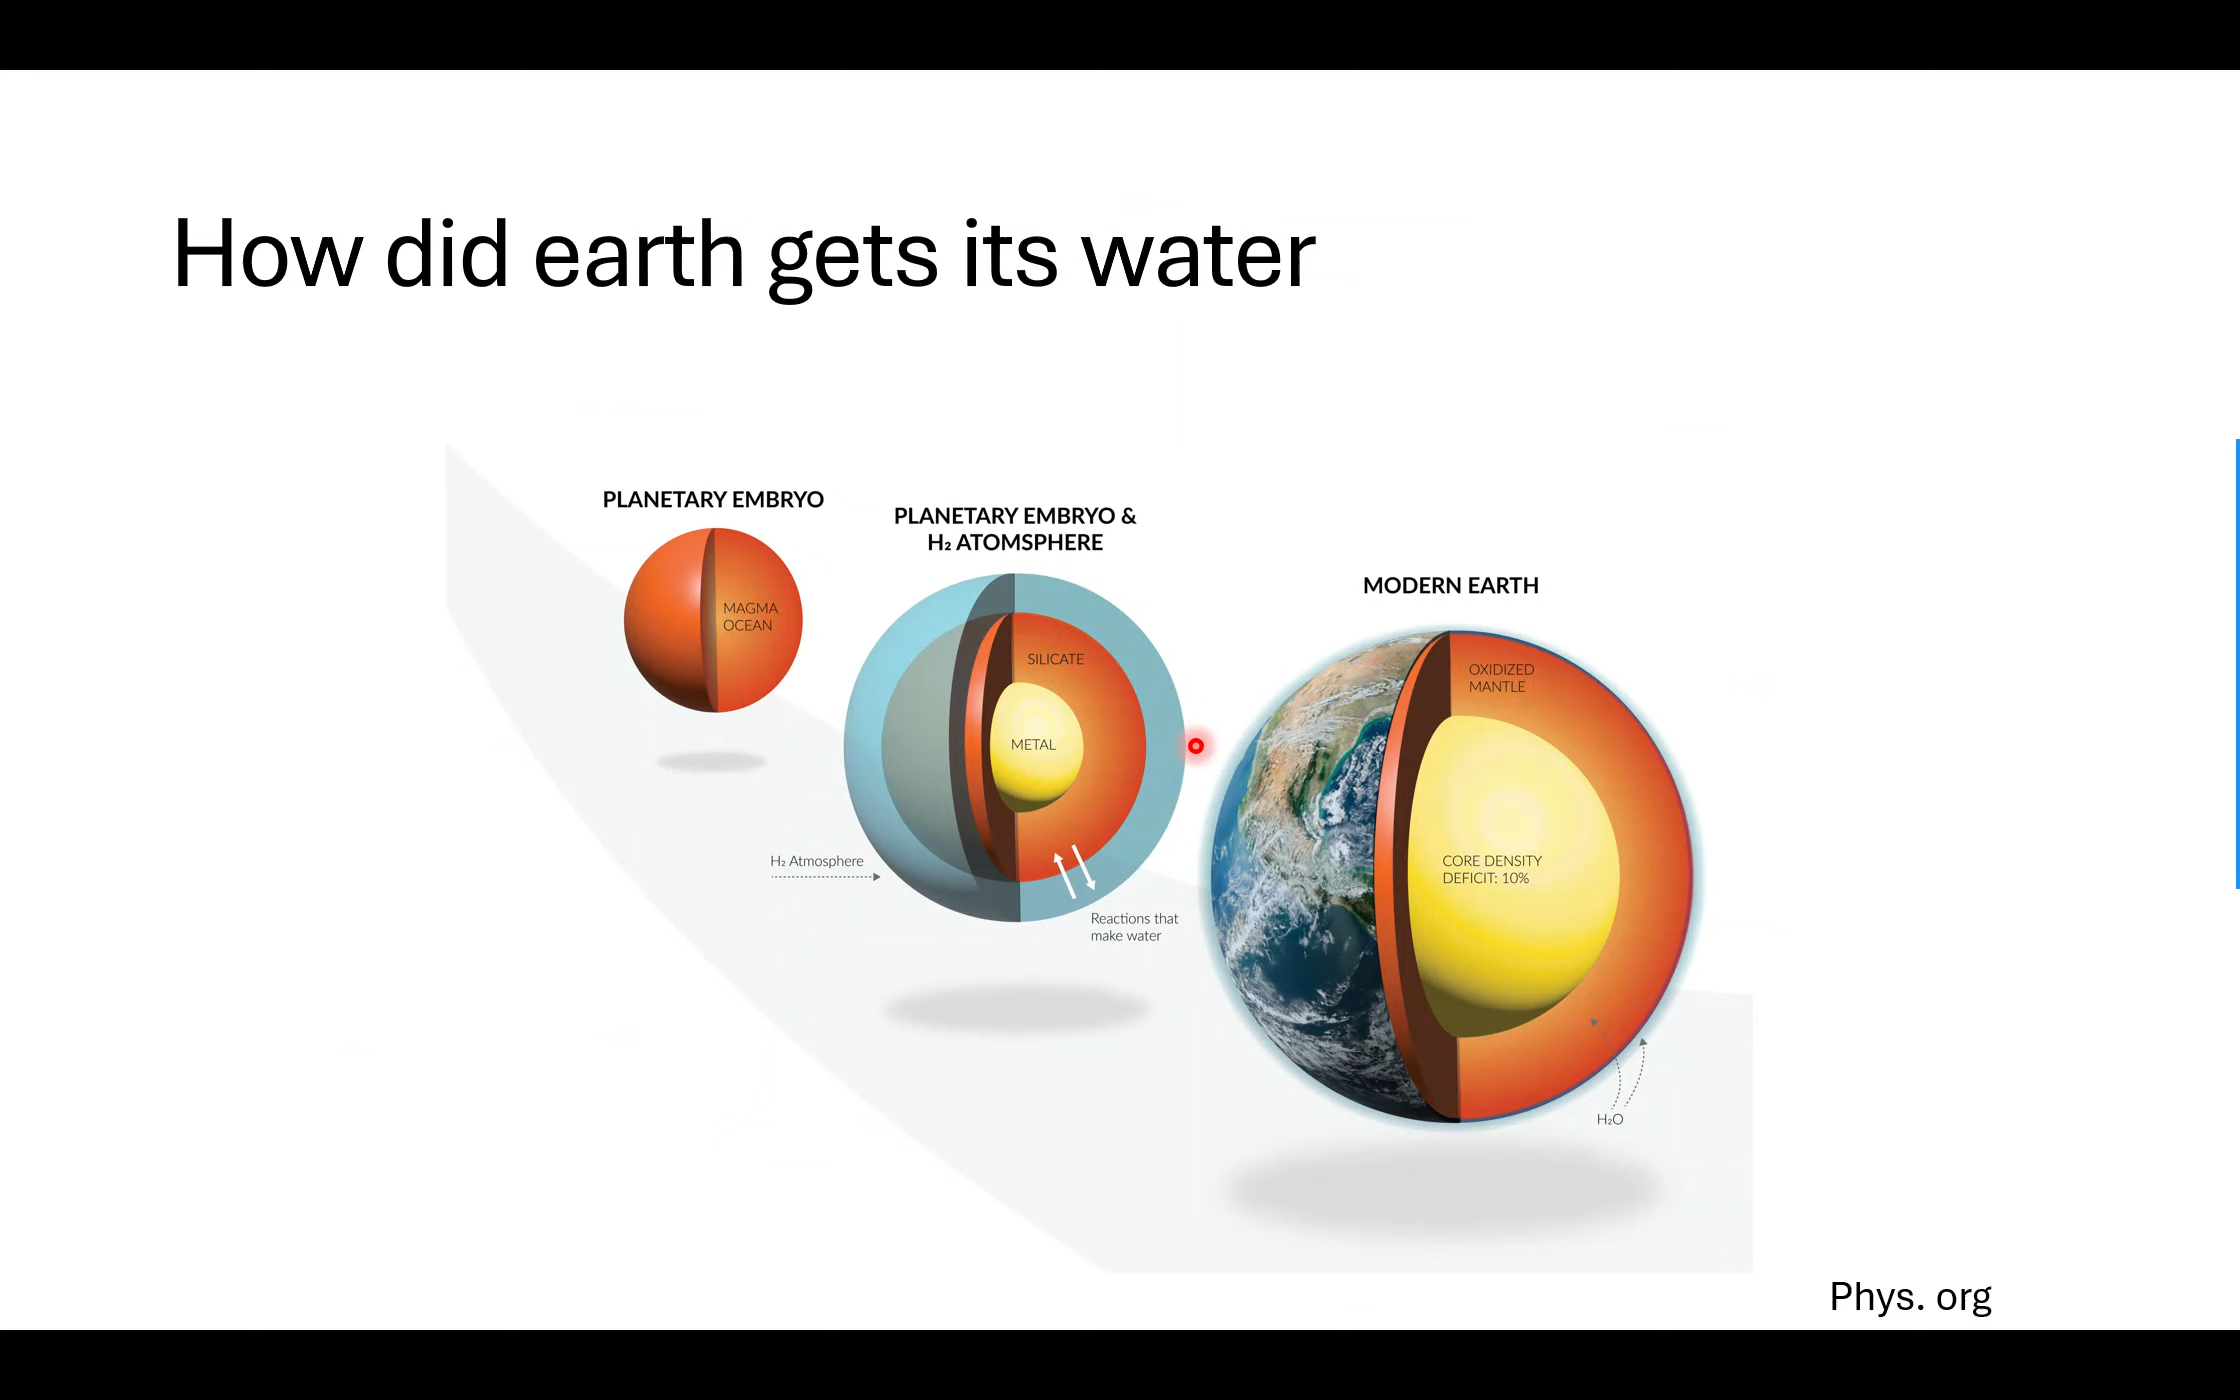 How did earth gets its water
PLANETARY EMBRYO
MAGMA
OCEAN
PLANETARY EMBRYO &
H₂ ATOMSPHERE
SILICATE
METAL
H₂ Atmosphere
Reactions that
make water
MODERN EARTH
OXIDIZED
MANTLE
CORE DENSITY
DEFICIT: 10%
H₂O
Phys. org